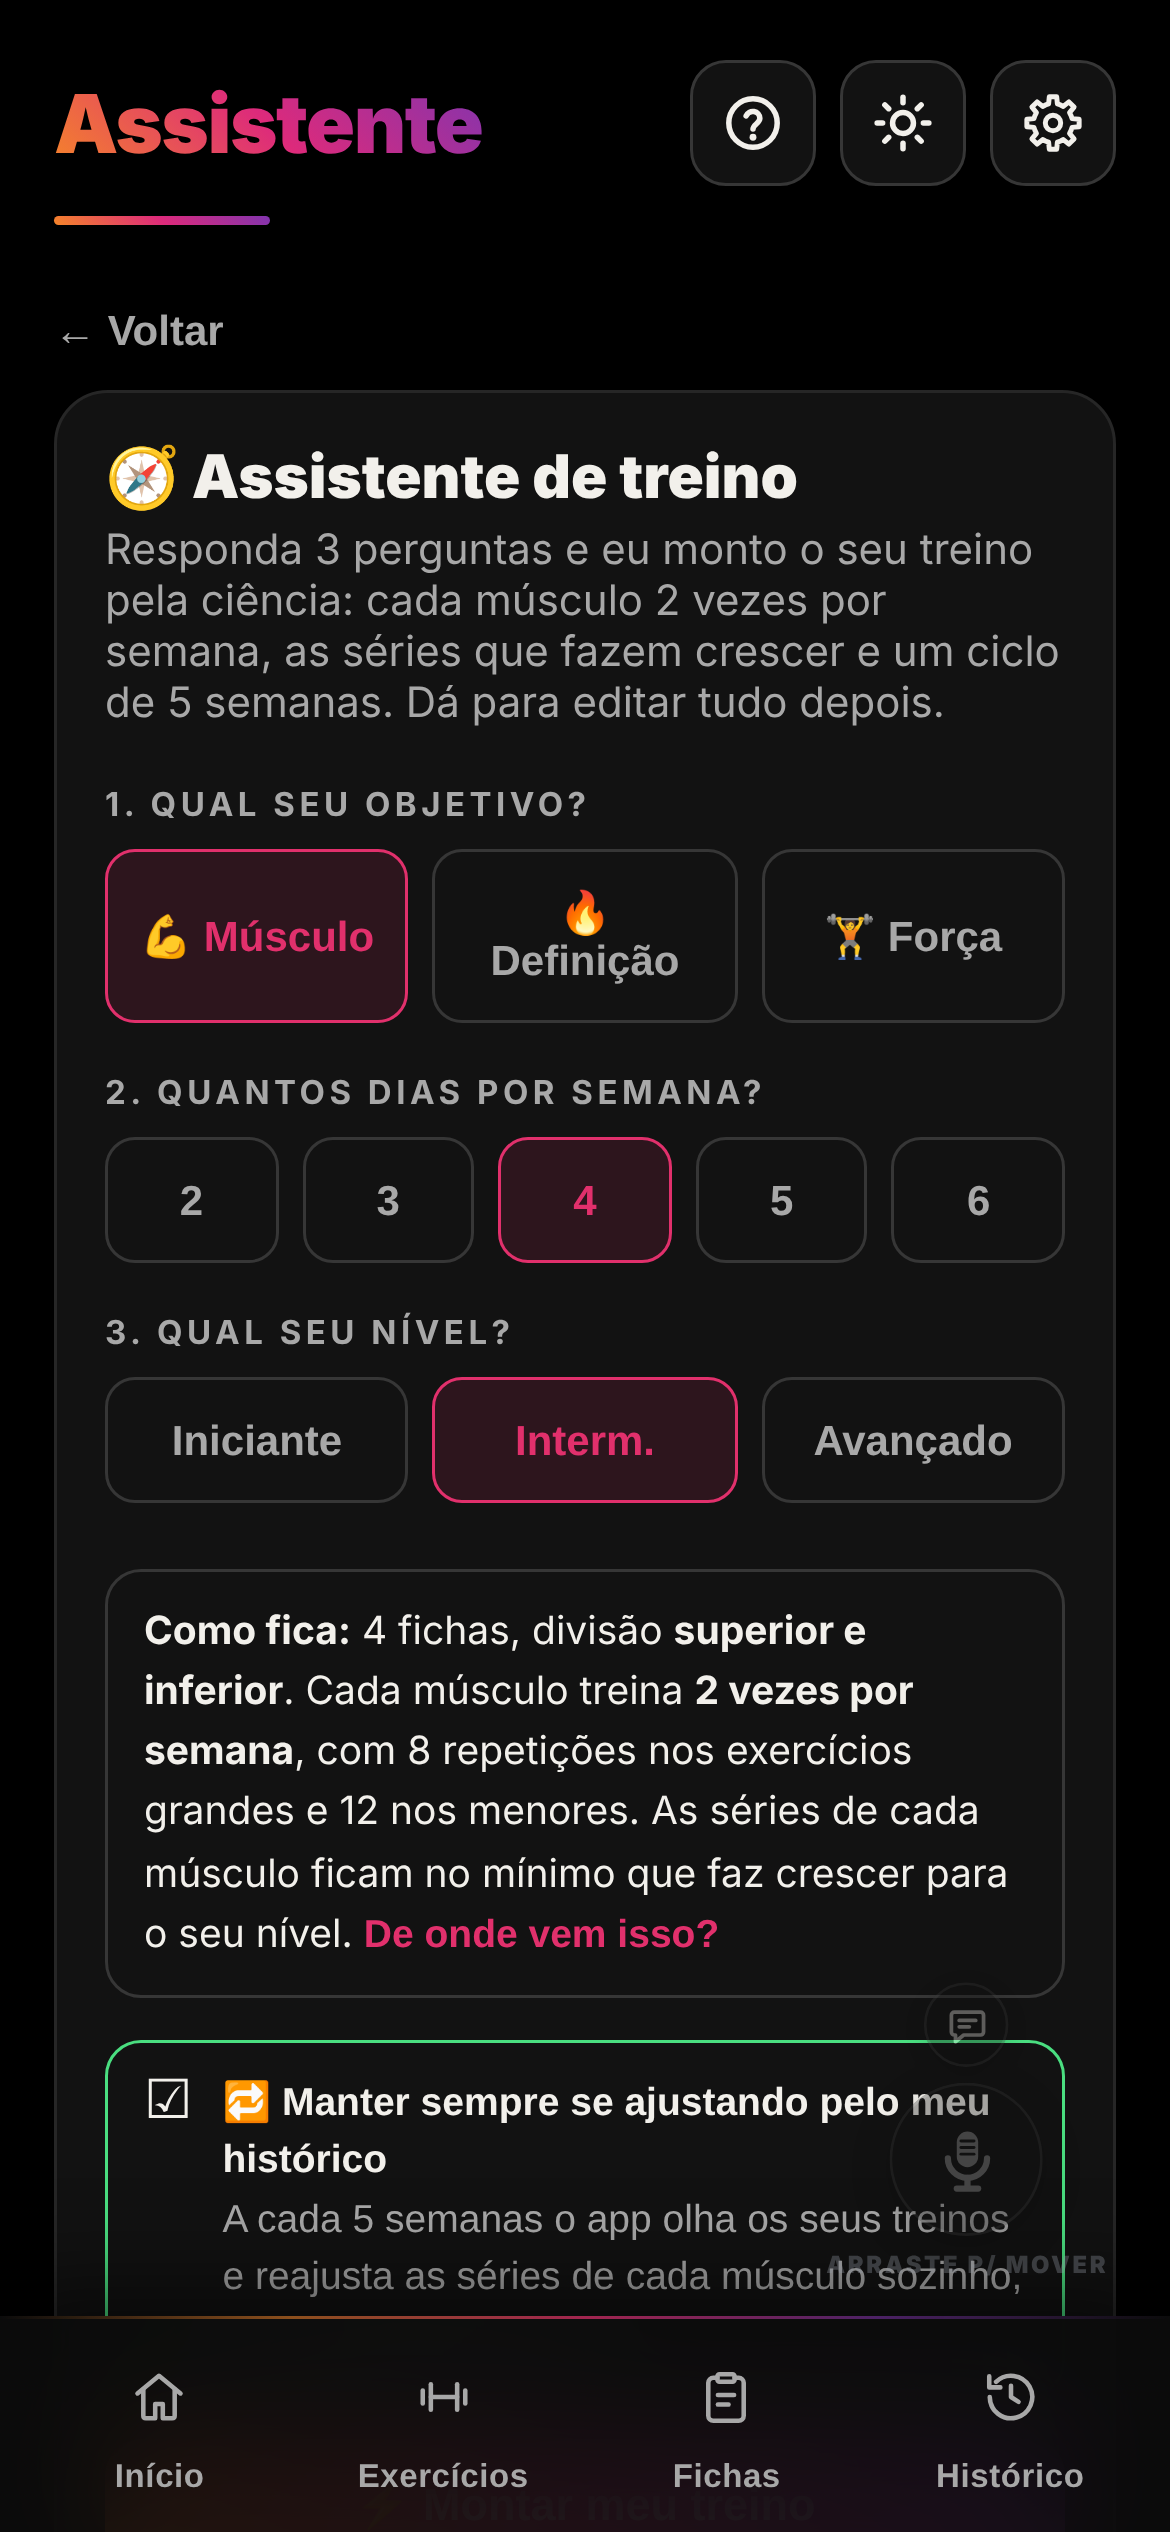 Assistente
← Voltar
🧭 Assistente de treino
Responda 3 perguntas e eu monto o seu treino
pela ciência: cada músculo 2 vezes por
semana, as séries que fazem crescer e um ciclo
de 5 semanas. Dá para editar tudo depois.
1. QUAL SEU OBJETIVO?
💪 Músculo
🔥
Definição
🏋️ Força
2. QUANTOS DIAS POR SEMANA?
2
3
4
5
6
3. QUAL SEU NÍVEL?
Iniciante
Interm.
Avançado
Como fica: 4 fichas, divisão superior e
inferior. Cada músculo treina 2 vezes por
semana, com 8 repetições nos exercícios
grandes e 12 nos menores. As séries de cada
músculo ficam no mínimo que faz crescer para
o seu nível. De onde vem isso?
☑ 🔁 Manter sempre se ajustando pelo meu
histórico
A cada 5 semanas o app olha os seus treinos
e reajusta as séries de cada músculo sozinho,
ARRASTE P/ MOVER
Início
Exercícios
Fichas
Histórico
Montar meu treino